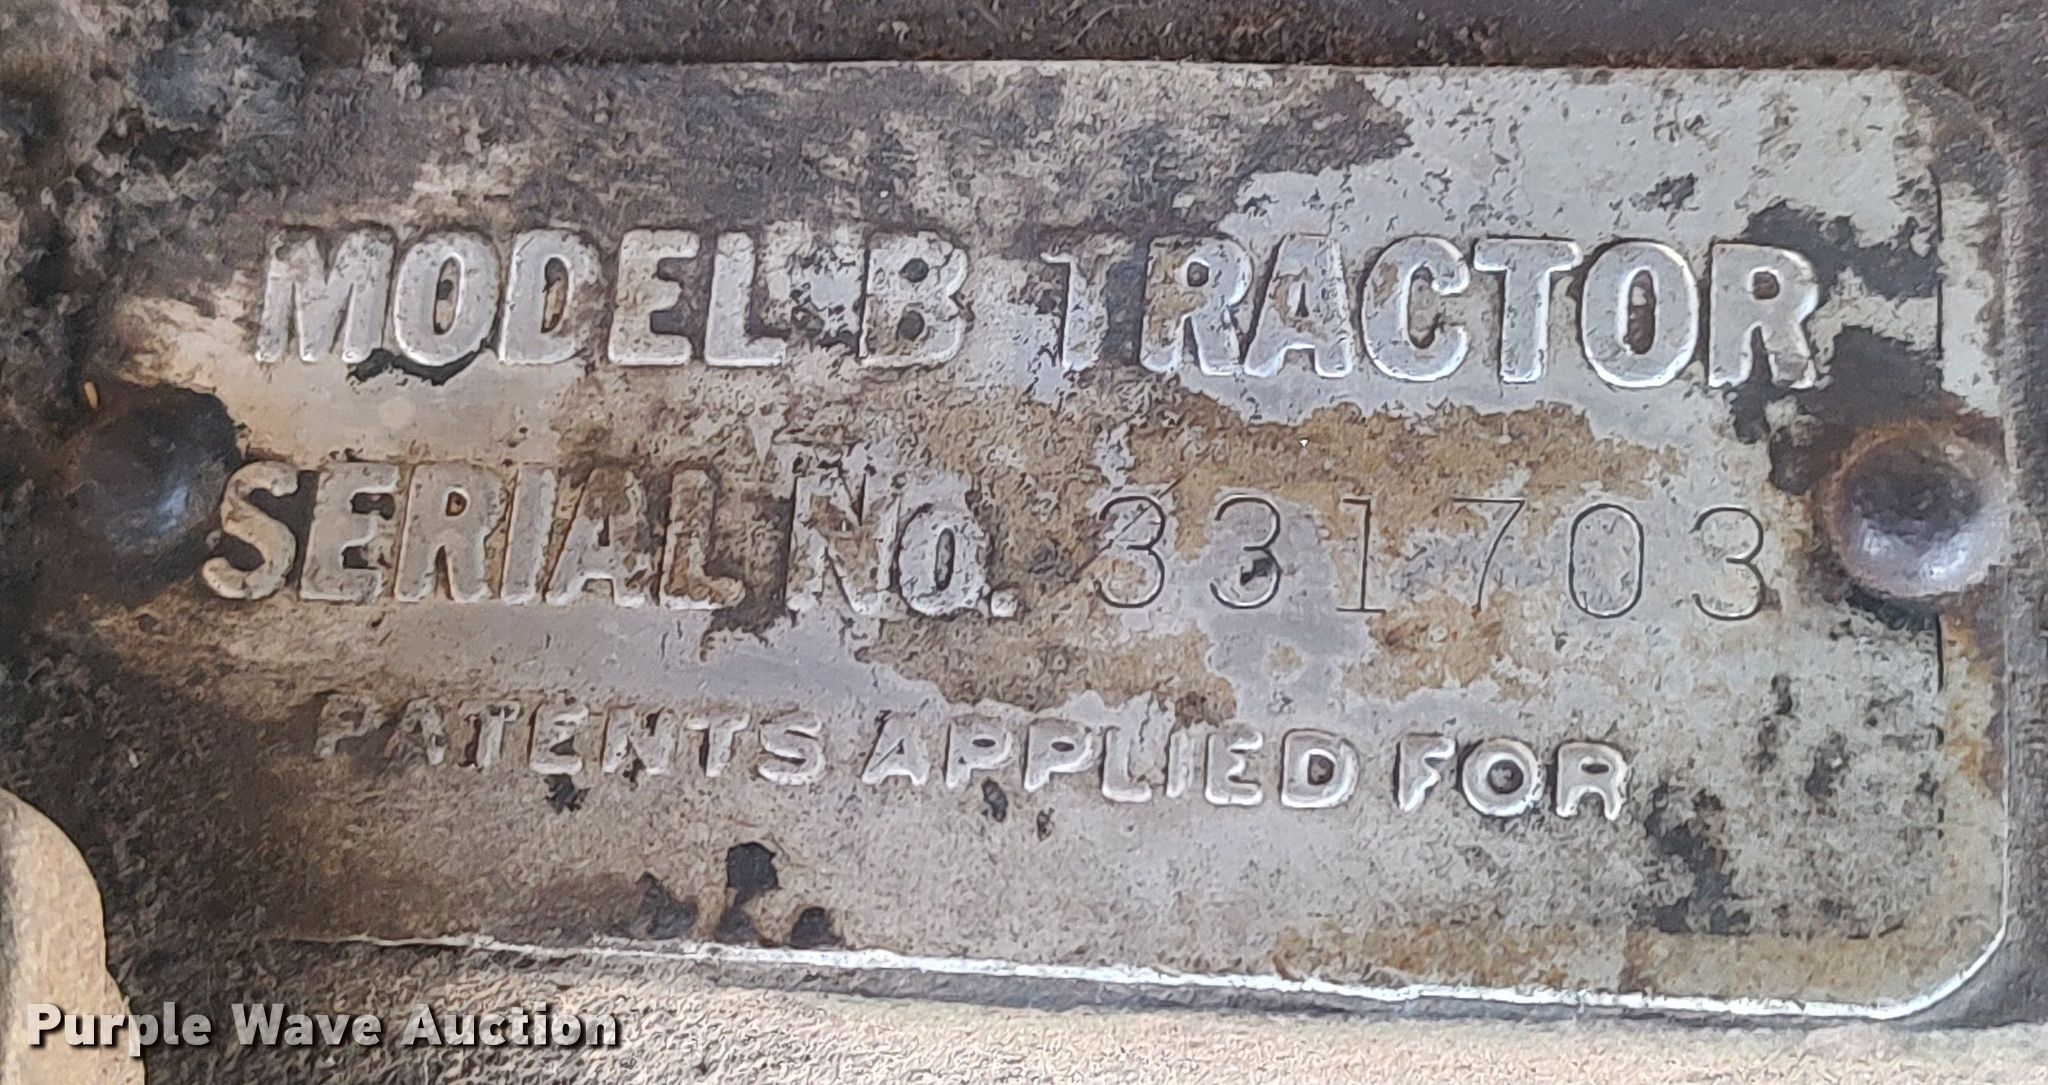 MODEL B TRACTOR
SERIAL NO. 331703
PATENTS APPLIED FOR
Purple Wave Auction